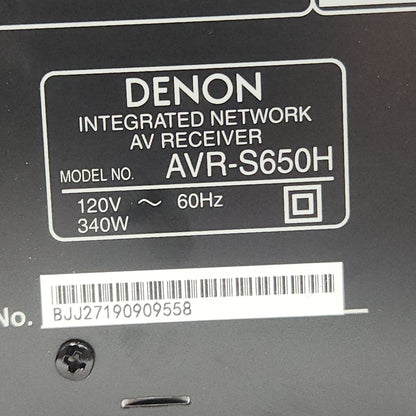 DENON
INTEGRATED NETWORK
AV RECEIVER
MODEL NO. AVR-S650H
120V ~ 60Hz
340W
No.
BJJ27190909558